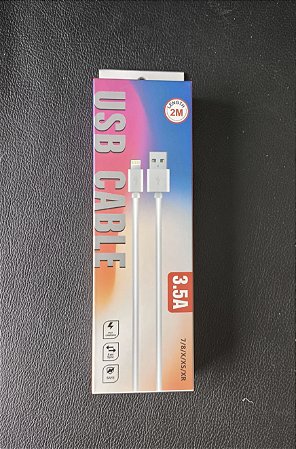 LENGTH
2M
USB CABLE
3.5A
7/8/X/XS/XR